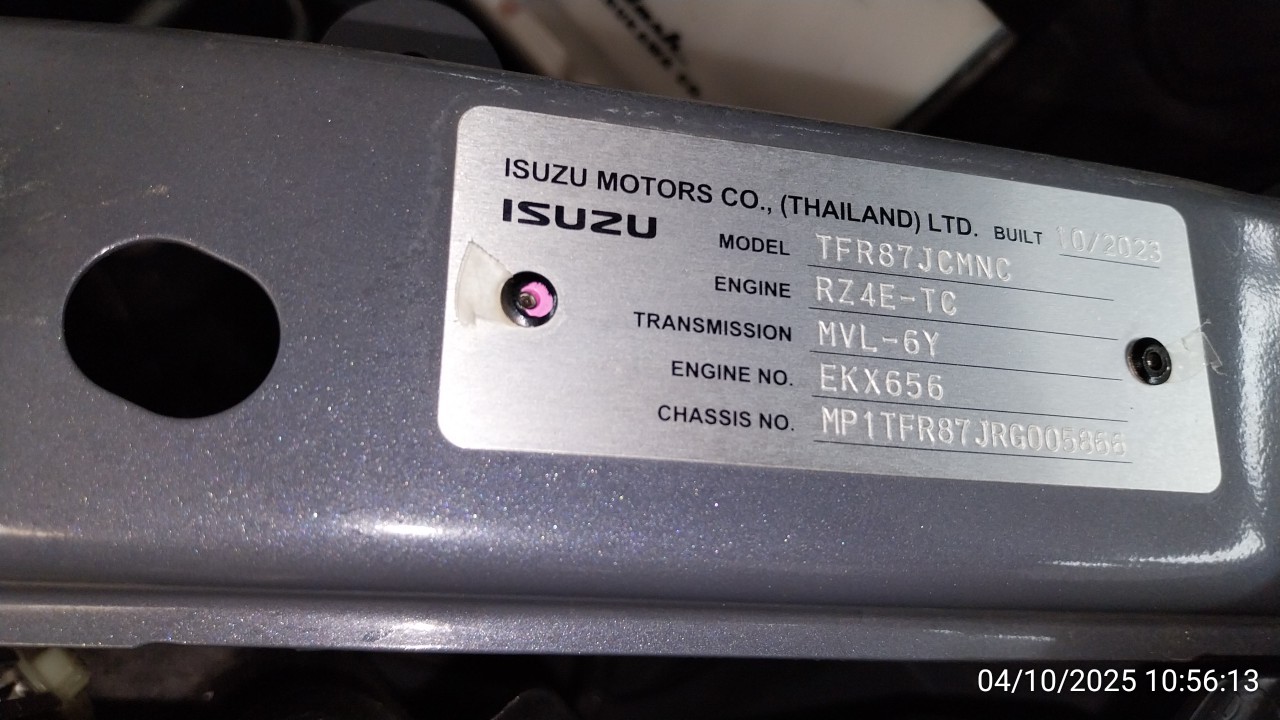 ISUZU MOTORS CO., (THAILAND) LTD.
ISUZU
BUILT 10/2023
MODEL TFR87JCMNC
ENGINE RZ4E-TC
TRANSMISSION MVL-6Y
ENGINE NO. EKX656
CHASSIS NO. MP1TFR87JRG005866
04/10/2025 10:56:13